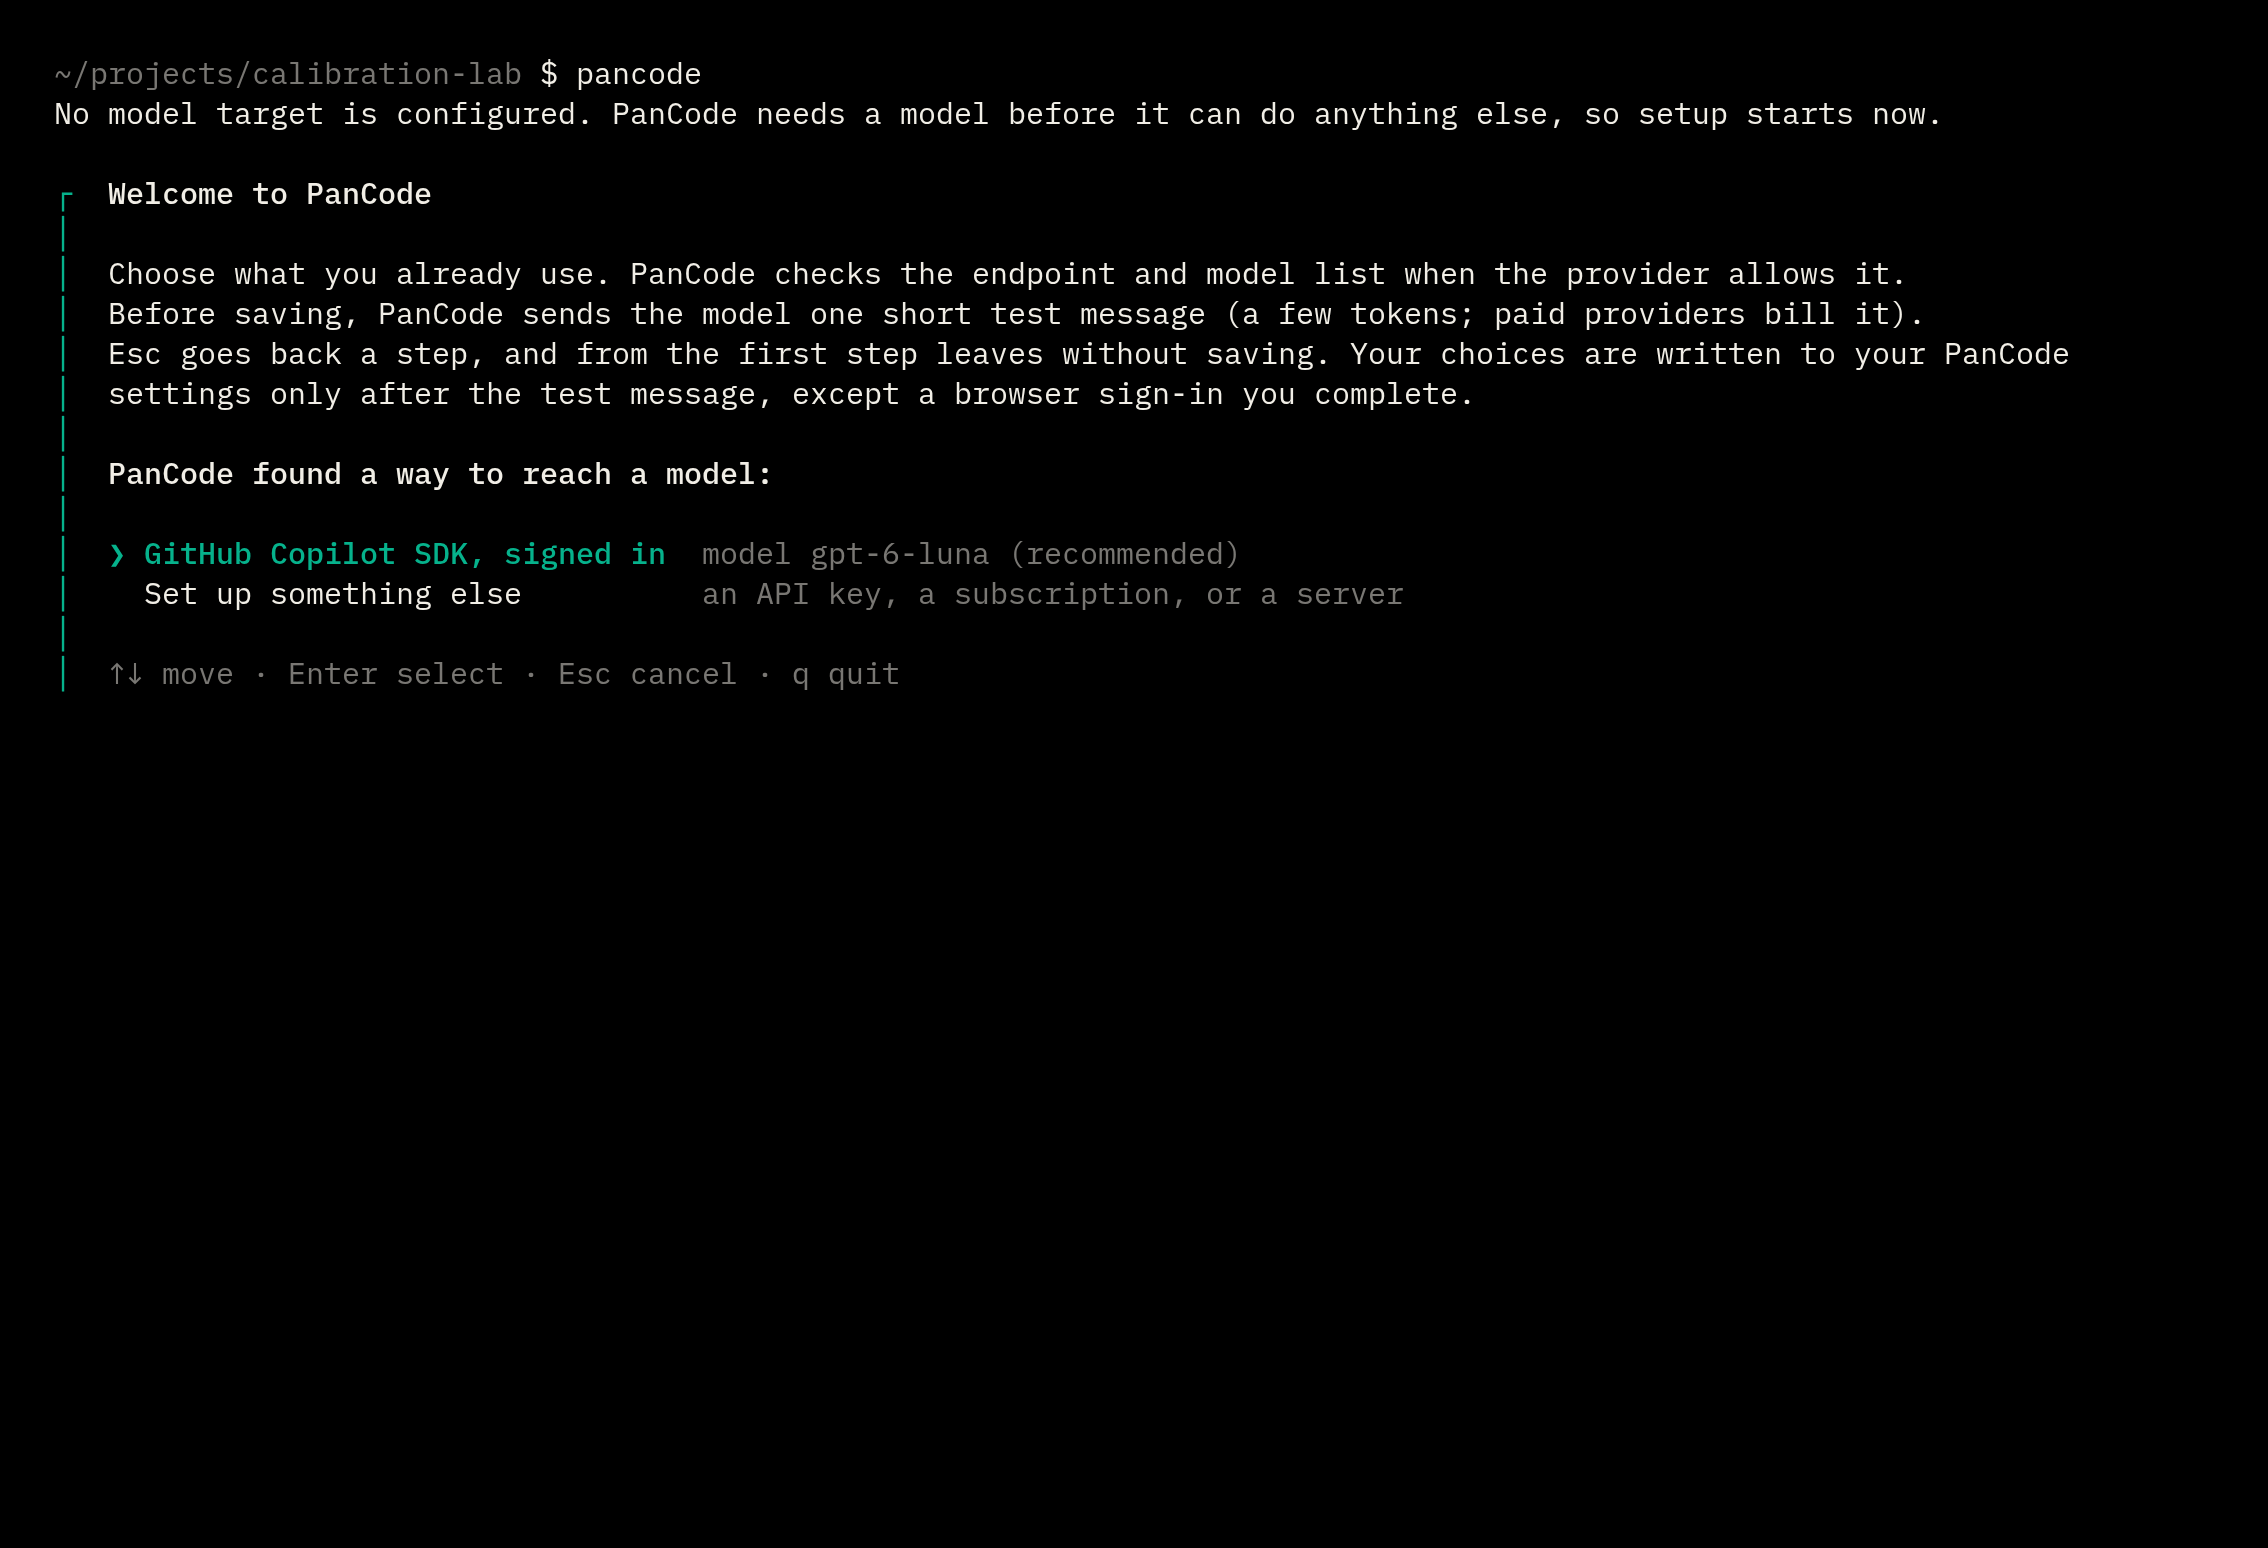 ~/projects/calibration-lab $ pancode
No model target is configured. PanCode needs a model before it can do anything else, so setup starts now.
Welcome to PanCode
Choose what you already use. PanCode checks the endpoint and model list when the provider allows it.
Before saving, PanCode sends the model one short test message (a few tokens; paid providers bill it).
Esc goes back a step, and from the first step leaves without saving. Your choices are written to your PanCode
settings only after the test message, except a browser sign-in you complete.
PanCode found a way to reach a model:
❯ GitHub Copilot SDK, signed in  model gpt-6-luna (recommended)
Set up something else  an API key, a subscription, or a server
↑↓ move · Enter select · Esc cancel · q quit